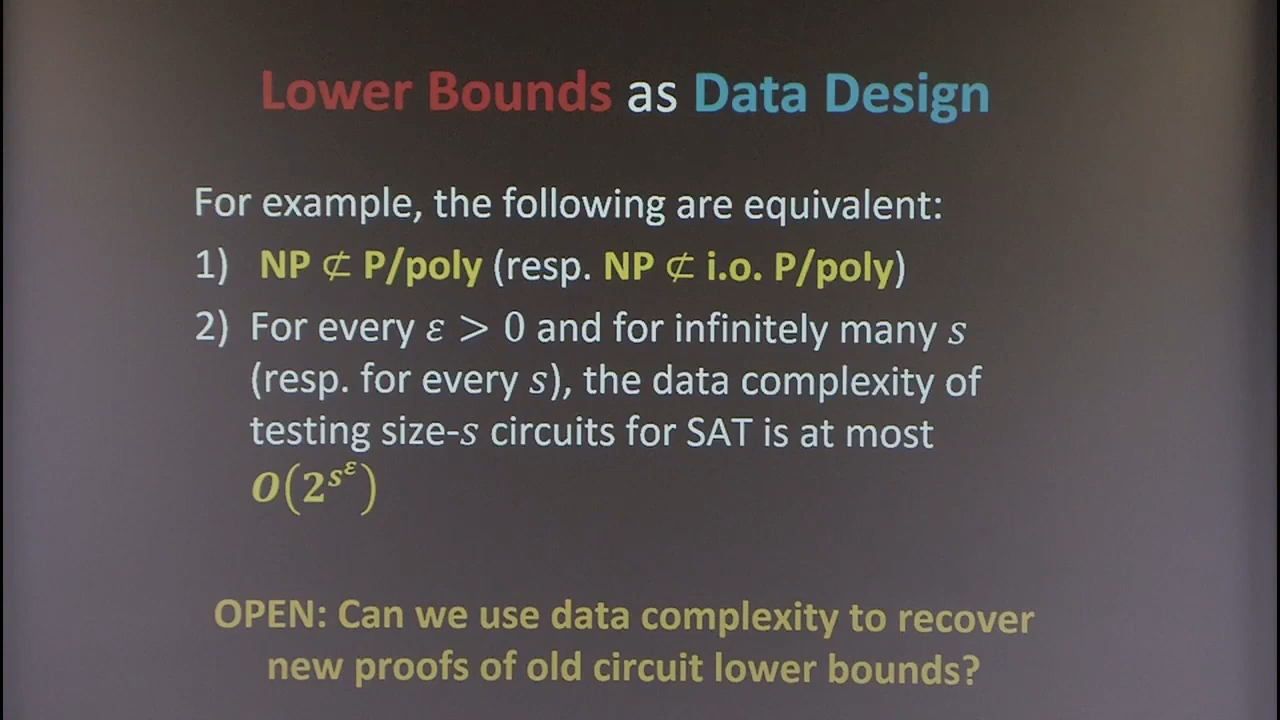 Lower Bounds as Data Design
For example, the following are equivalent:
1) NP ⊄ P/poly (resp. NP ⊄ i.o. P/poly)
2) For every ε > 0 and for infinitely many s
(resp. for every s), the data complexity of
testing size-s circuits for SAT is at most
O(2^{s^ε})
OPEN: Can we use data complexity to recover
new proofs of old circuit lower bounds?